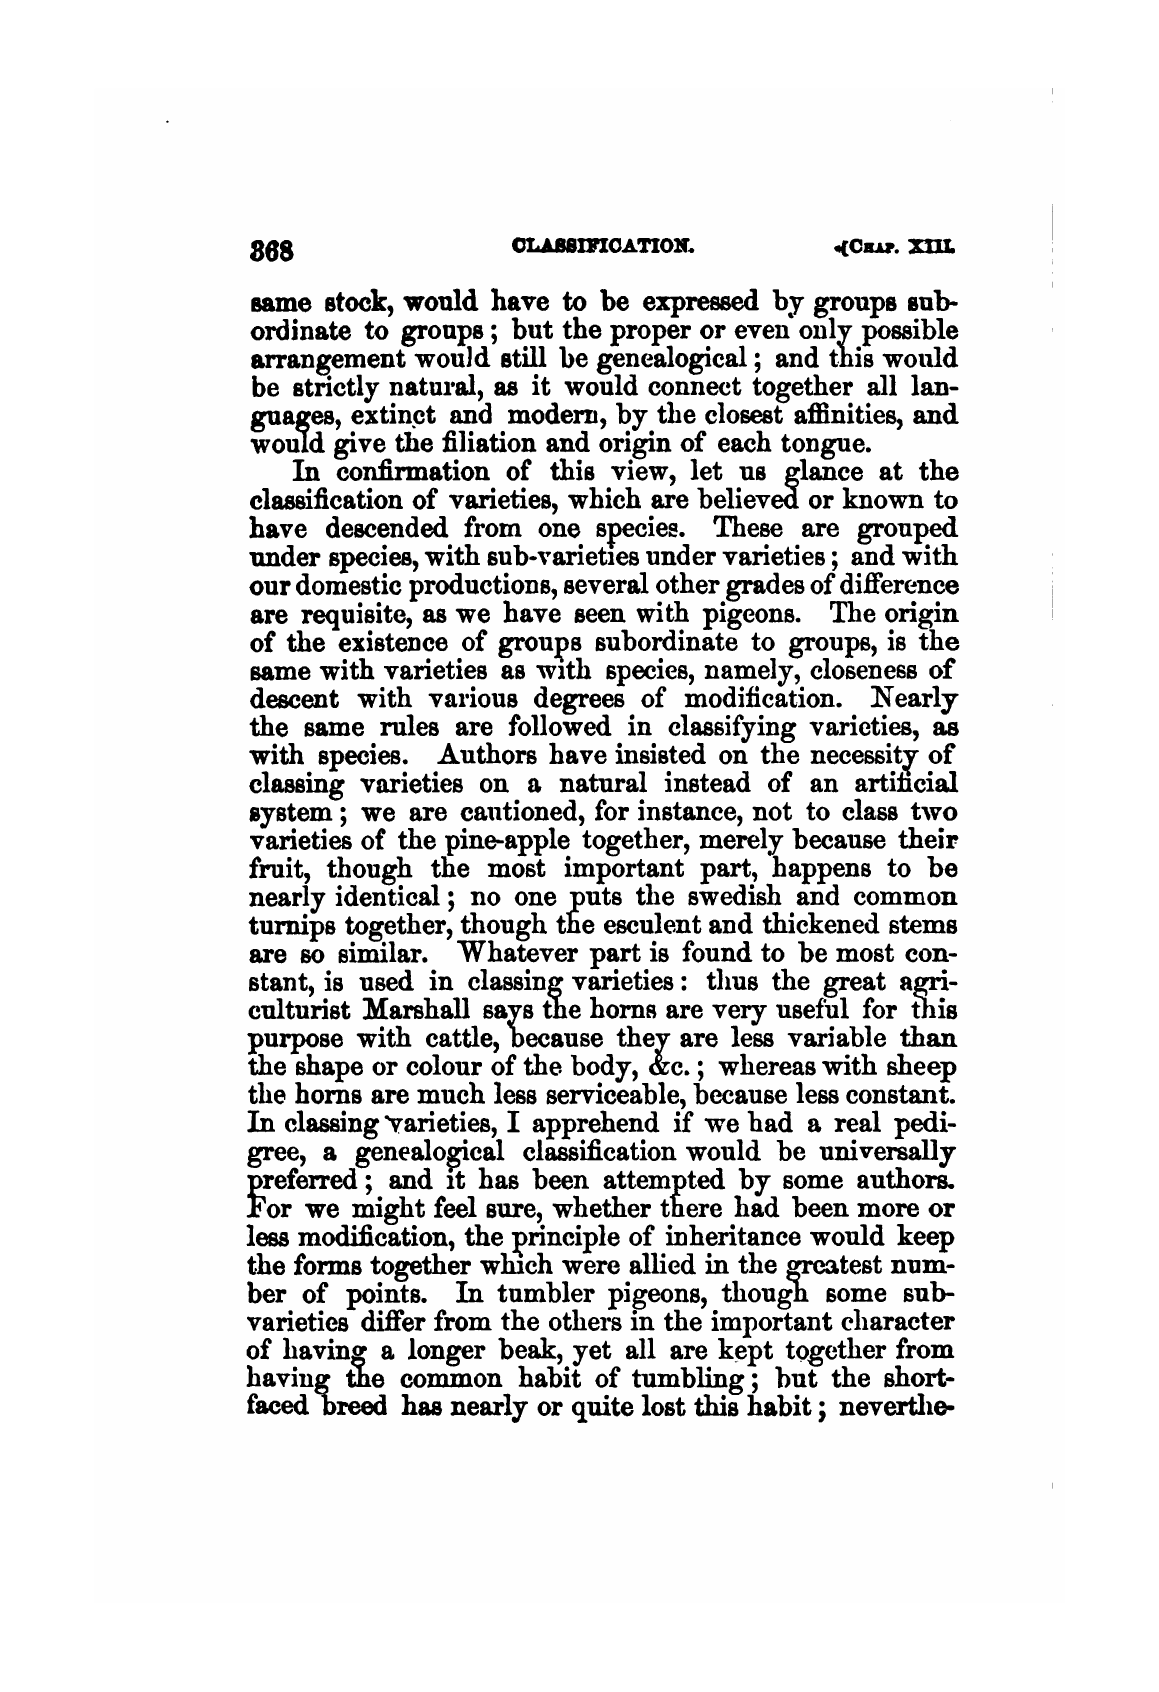 368 CLASSIFICATION. CHAP. XIII.
same stock, would have to be expressed by groups sub-
ordinate to groups; but the proper or even only possible
arrangement would still be genealogical; and this would
be strictly natural, as it would connect together all lan-
guages, extinct and modern, by the closest affinities, and
would give the filiation and origin of each tongue.
In confirmation of this view, let us glance at the
classification of varieties, which are believed or known to
have descended from one species. These are grouped
under species, with sub-varieties under varieties; and with
our domestic productions, several other grades of difference
are requisite, as we have seen with pigeons. The origin
of the existence of groups subordinate to groups, is the
same with varieties as with species, namely, closeness of
descent with various degrees of modification. Nearly
the same rules are followed in classifying varieties, as
with species. Authors have insisted on the necessity of
classing varieties on a natural instead of an artificial
system; we are cautioned, for instance, not to class two
varieties of the pine-apple together, merely because their
fruit, though the most important part, happens to be
nearly identical; no one puts the swedish and common
turnips together, though the esculent and thickened stems
are so similar. Whatever part is found to be most con-
stant, is used in classing varieties: thus the great agri-
culturist Marshall says the horns are very useful for this
purpose with cattle, because they are less variable than
the shape or colour of the body, &c.; whereas with sheep
the horns are much less serviceable, because less constant.
In classing varieties, I apprehend if we had a real pedi-
gree, a genealogical classification would be universally
preferred; and it has been attempted by some authors.
For we might feel sure, whether there had been more or
less modification, the principle of inheritance would keep
the forms together which were allied in the greatest num-
ber of points. In tumbler pigeons, though some sub-
varieties differ from the others in the important character
of having a longer beak, yet all are kept together from
having the common habit of tumbling; but the short-
faced breed has nearly or quite lost this habit; neverthe-